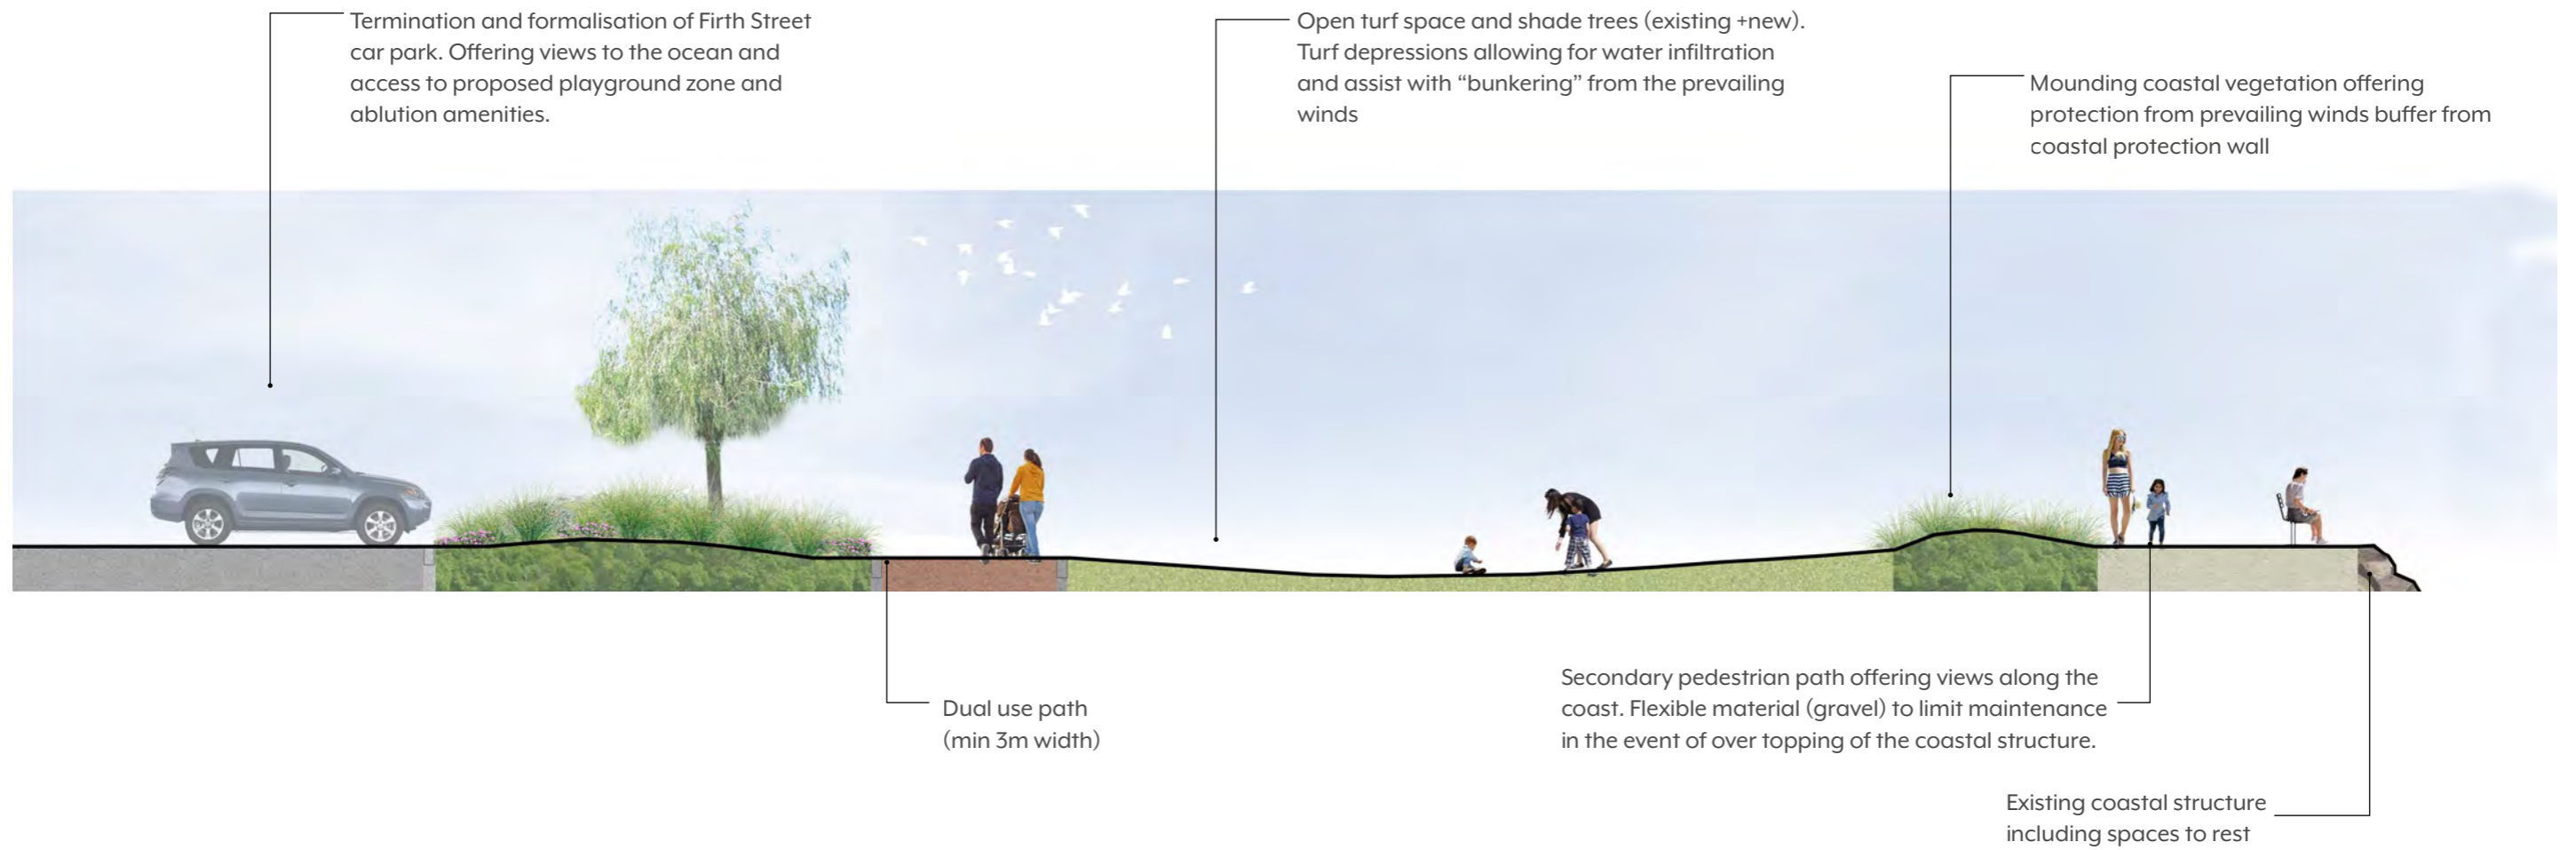 Termination and formalisation of Firth Street
car park. Offering views to the ocean and
access to proposed playground zone and
ablution amenities.
Open turf space and shade trees (existing +new).
Turf depressions allowing for water infiltration
and assist with “bunkering” from the prevailing
winds
Mounding coastal vegetation offering
protection from prevailing winds buffer from
coastal protection wall
Dual use path
(min 3m width)
Secondary pedestrian path offering views along the
coast. Flexible material (gravel) to limit maintenance
in the event of over topping of the coastal structure.
Existing coastal structure
including spaces to rest